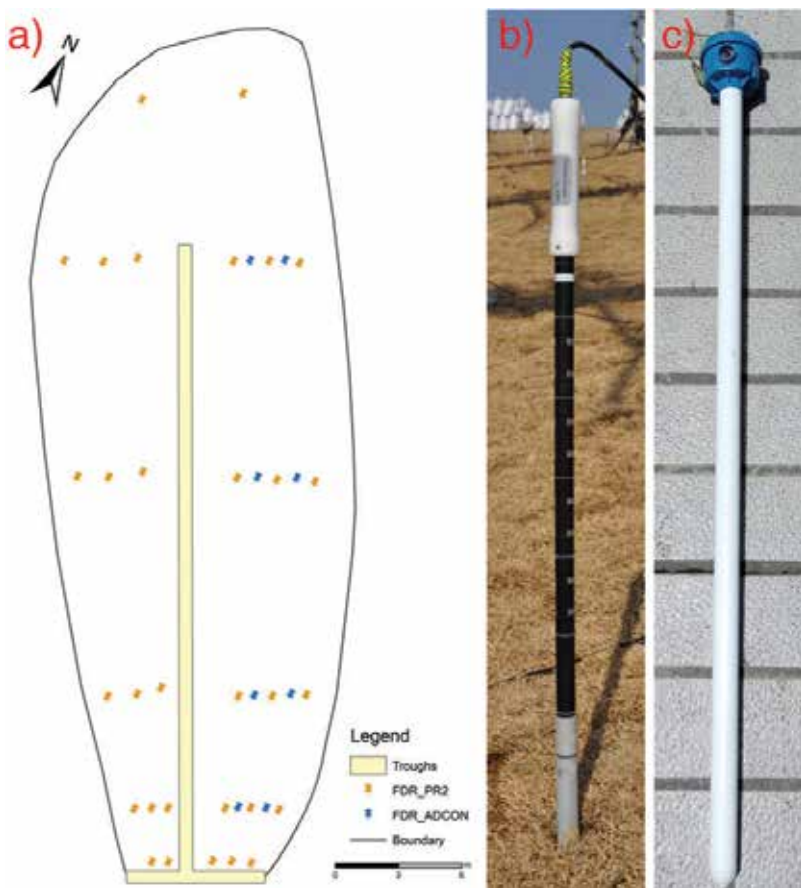 a)
N
b)
c)
Legend
Troughs
FDR_PR2
FDR_ADCON
Boundary
0 3 6 m